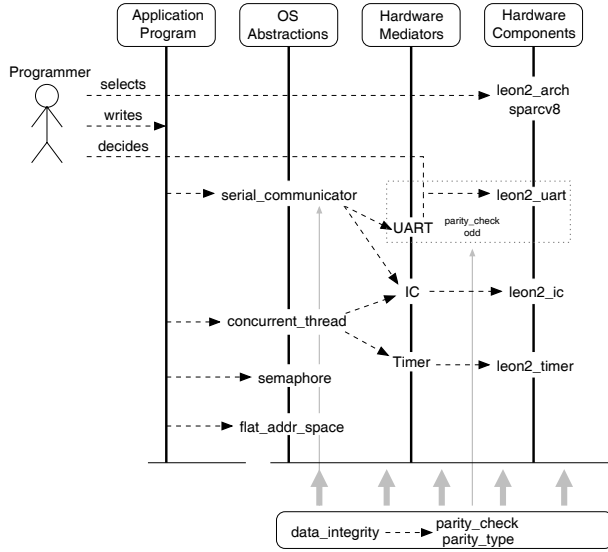 Application
Program
OS
Abstractions
Hardware
Mediators
Hardware
Components
Programmer
selects
leon2_arch
sparcv8
writes
decides
serial_communicator
leon2_uart
UART
parity_check
odd
IC
leon2_ic
concurrent_thread
Timer
leon2_timer
semaphore
flat_addr_space
data_integrity
parity_check
parity_type